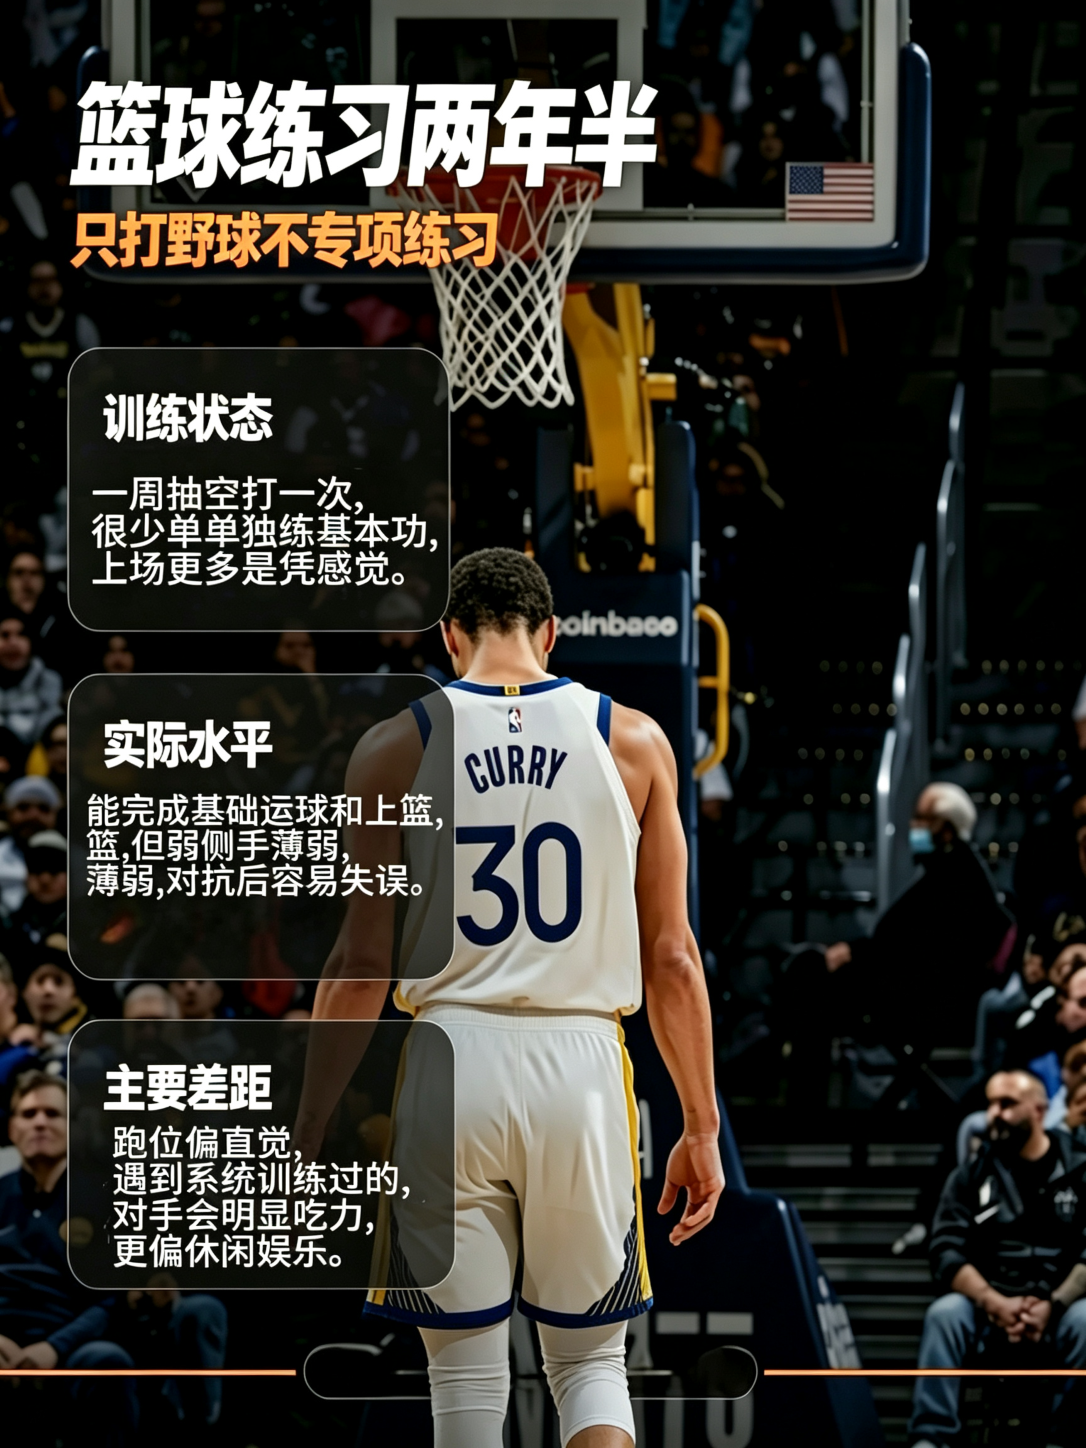 篮球练习两年半
只打野球不专项练习
训练状态
一周抽空打一次,
很少单单独练基本功,
上场更多是凭感觉。
coinbase
实际水平
CURRY
能完成基础运球和上篮,
篮,但弱侧手薄弱,
薄弱,对抗后容易失误。
30
主要差距
跑位偏直觉,
遇到系统训练过的,
对手会明显吃力,
更偏休闲娱乐。